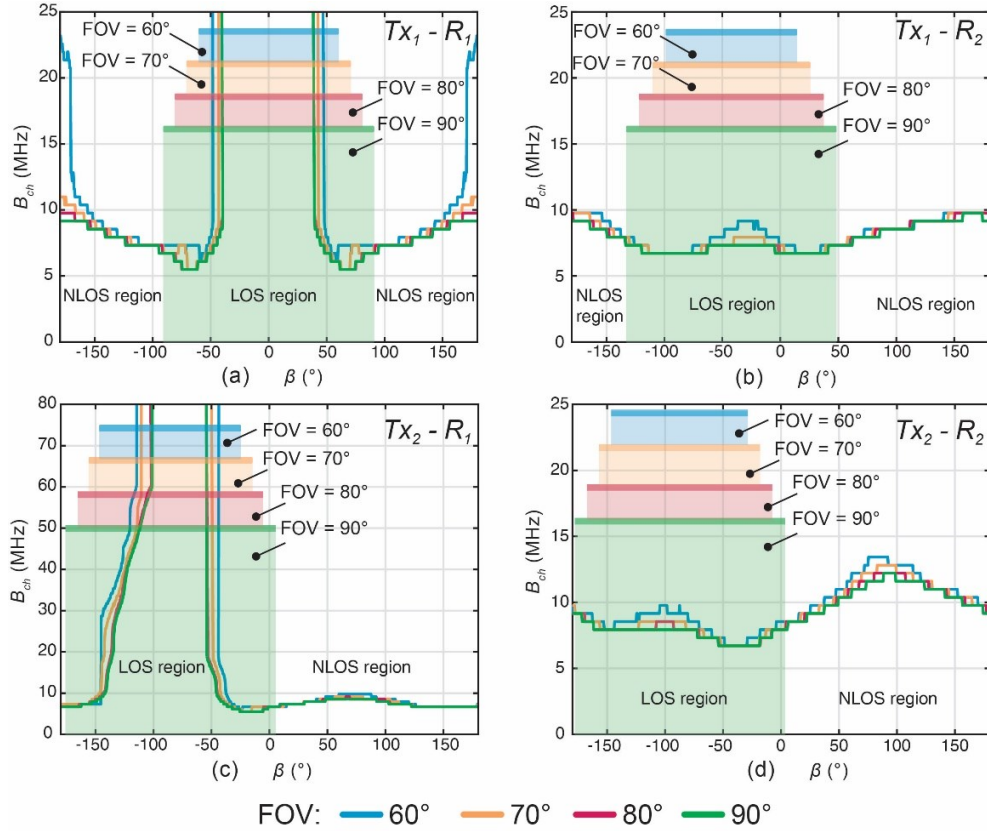 25
20
15
10
5
0
B_ch (MHz)
Tx₁ - R₁
FOV = 60°
FOV = 70°
FOV = 80°
FOV = 90°
NLOS region
LOS region
NLOS region
-150 -100 -50 0 50 100 150
(a)
β (°)
25
20
15
10
5
0
B_ch (MHz)
Tx₁ - R₂
FOV = 60°
FOV = 70°
FOV = 80°
FOV = 90°
NLOS
region
LOS region
NLOS region
-150 -100 -50 0 50 100 150
(b)
β (°)
80
70
60
50
40
30
20
10
0
B_ch (MHz)
Tx₂ - R₁
FOV = 60°
FOV = 70°
FOV = 80°
FOV = 90°
LOS region
NLOS region
-150 -100 -50 0 50 100 150
(c)
β (°)
25
20
15
10
5
0
B_ch (MHz)
Tx₂ - R₂
FOV = 60°
FOV = 70°
FOV = 80°
FOV = 90°
LOS region
NLOS region
-150 -100 -50 0 50 100 150
(d)
β (°)
FOV: 60° 70° 80° 90°